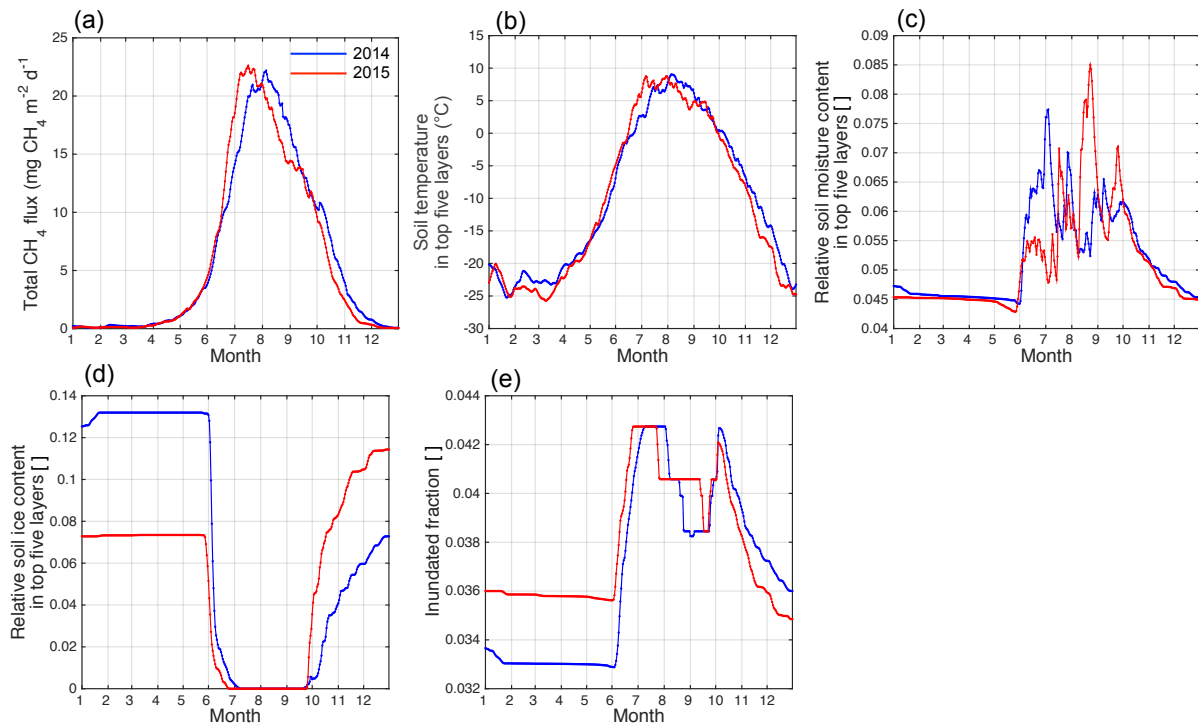 (a)
Total CH4 flux (mg CH4 m-2 d-1
25
20
15
10
5
0
1 2 3 4 5 6 7 8 9 10 11 12
Month
2014
2015
(b)
Soil temperature
in top five layers (°C)
15
10
5
0
-5
-10
-15
-20
-25
-30
1 2 3 4 5 6 7 8 9 10 11 12
Month
(c)
Relative soil moisture content
in top five layers [ ]
0.09
0.085
0.08
0.075
0.07
0.065
0.06
0.055
0.05
0.045
0.04
1 2 3 4 5 6 7 8 9 10 11 12
Month
(d)
Relative soil ice content
in top five layers [ ]
0.14
0.12
0.1
0.08
0.06
0.04
0.02
0
1 2 3 4 5 6 7 8 9 10 11 12
Month
(e)
Inundated fraction [ ]
0.044
0.042
0.04
0.038
0.036
0.034
0.032
1 2 3 4 5 6 7 8 9 10 11 12
Month